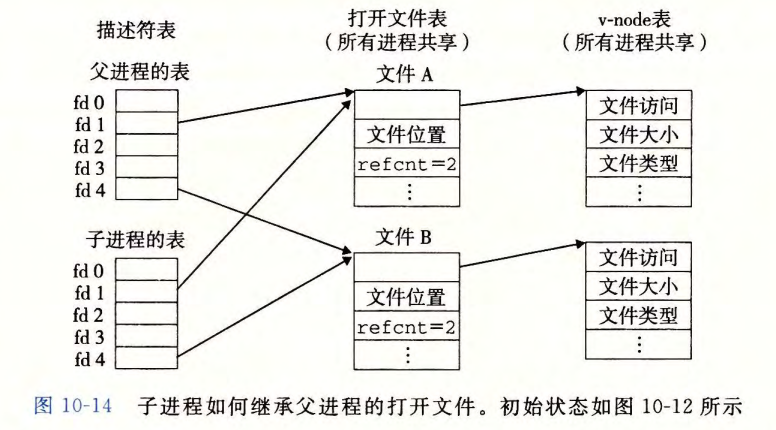 描述符表
打开文件表
(所有进程共享)
v-node表
(所有进程共享)
父进程的表
fd 0
fd 1
fd 2
fd 3
fd 4
文件 A
文件位置
refcnt=2
⋮
文件访问
文件大小
文件类型
⋮
子进程的表
fd 0
fd 1
fd 2
fd 3
fd 4
文件 B
文件位置
refcnt=2
⋮
文件访问
文件大小
文件类型
⋮
图 10-14 子进程如何继承父进程的打开文件。初始状态如图 10-12 所示